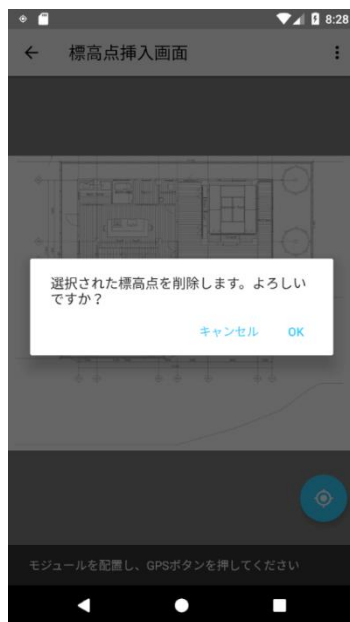 8:28
標高点挿入画面
選択された標高点を削除します。よろしい
ですか？
キャンセル OK
モジュールを配置し、GPSボタンを押してください